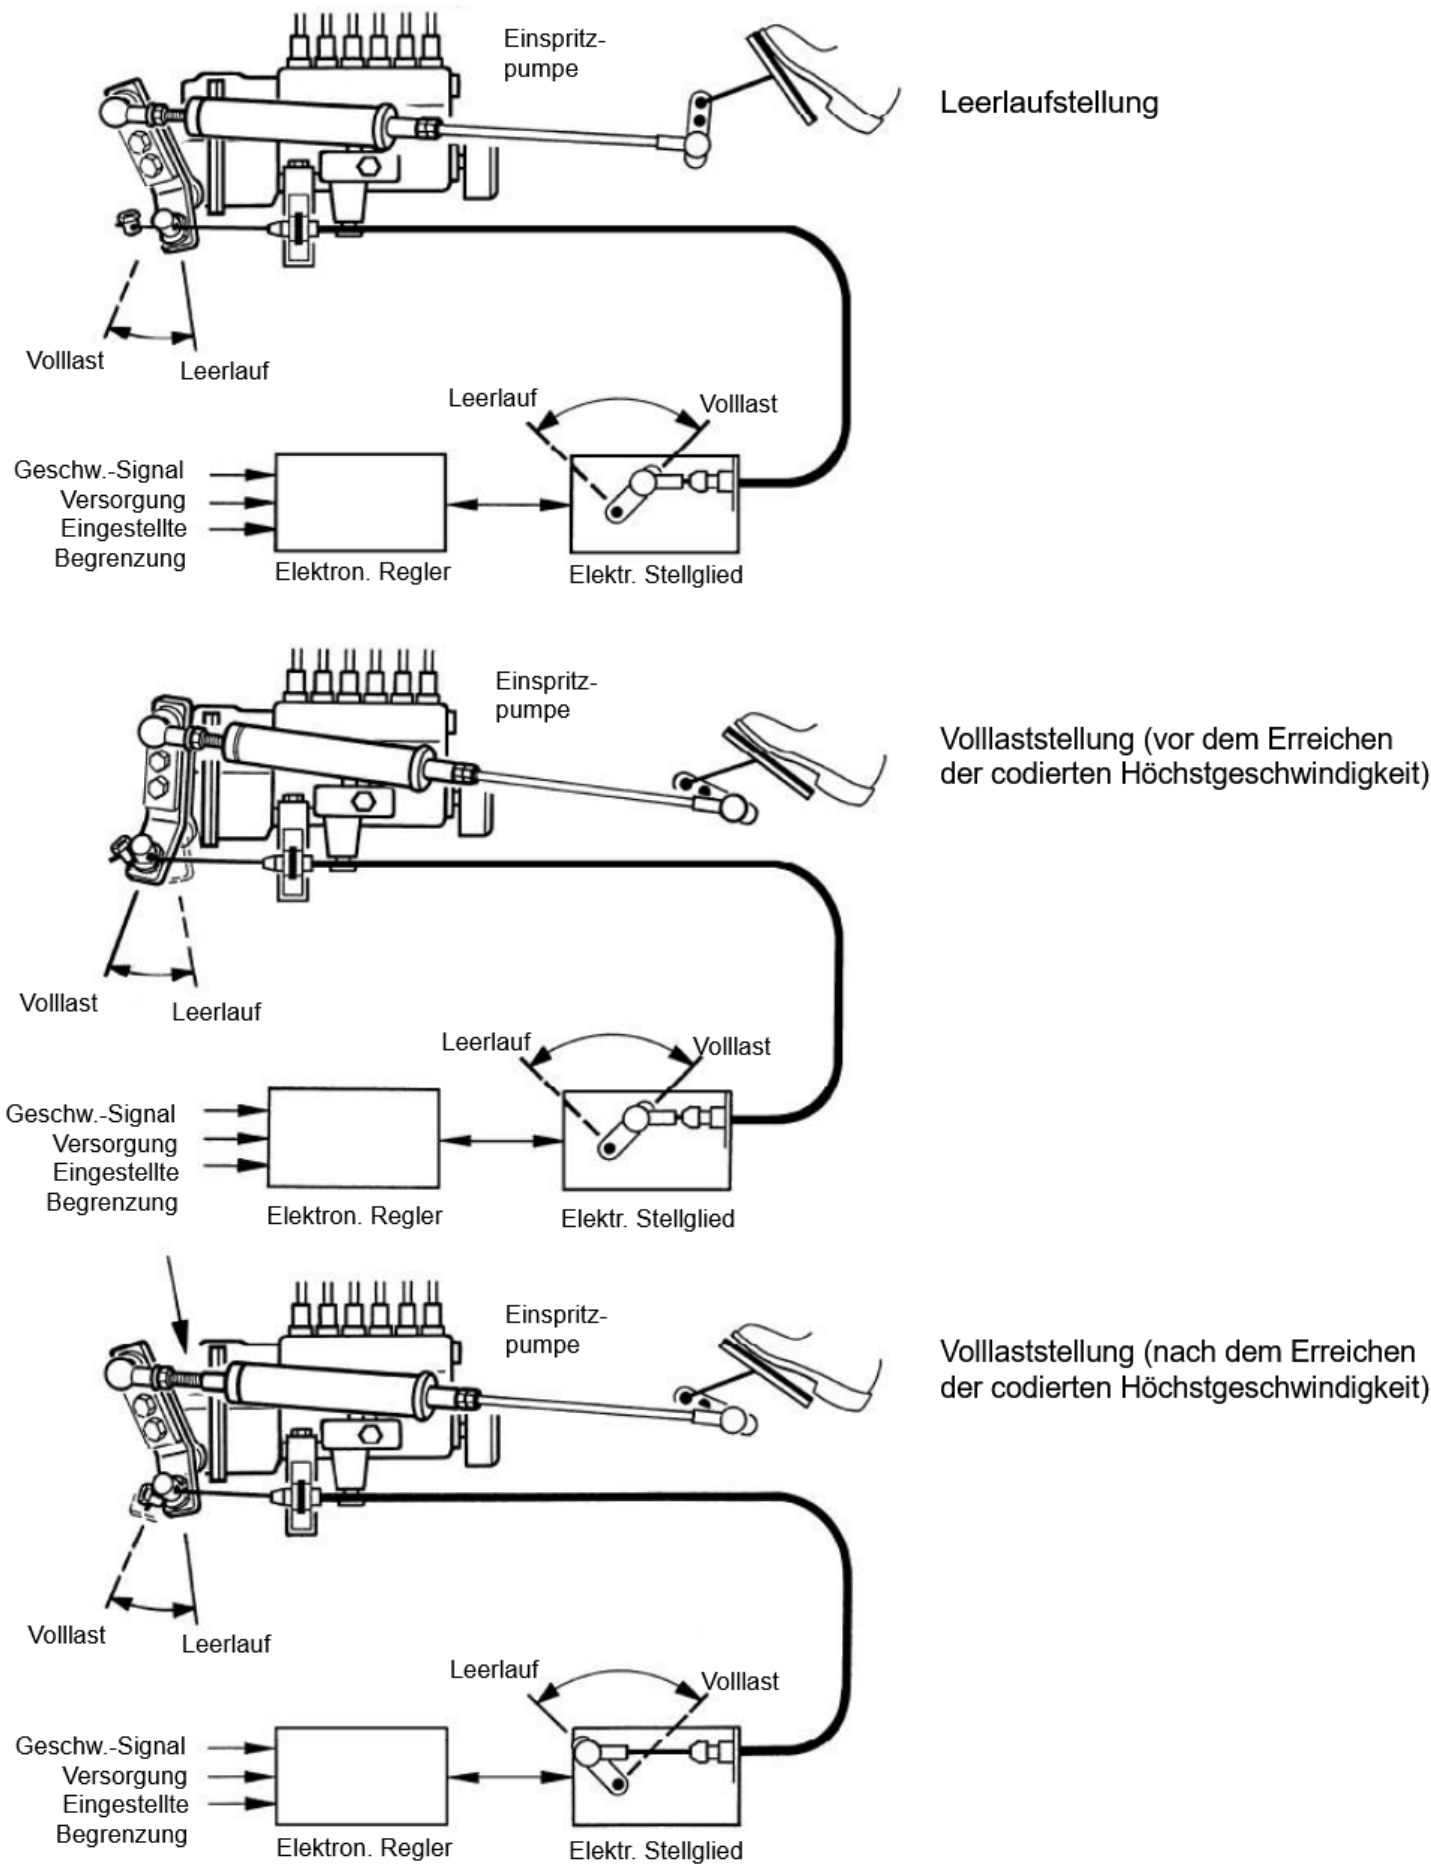 Einspritz-
pumpe
Leerlaufstellung
Volllast
Leerlauf
Leerlauf
Volllast
Geschw.-Signal
Versorgung
Eingestellte
Begrenzung
Elektron. Regler
Elektr. Stellglied
Einspritz-
pumpe
Volllaststellung (vor dem Erreichen
der codierten Höchstgeschwindigkeit)
Volllast
Leerlauf
Leerlauf
Volllast
Geschw.-Signal
Versorgung
Eingestellte
Begrenzung
Elektron. Regler
Elektr. Stellglied
Einspritz-
pumpe
Volllaststellung (nach dem Erreichen
der codierten Höchstgeschwindigkeit)
Volllast
Leerlauf
Leerlauf
Volllast
Geschw.-Signal
Versorgung
Eingestellte
Begrenzung
Elektron. Regler
Elektr. Stellglied